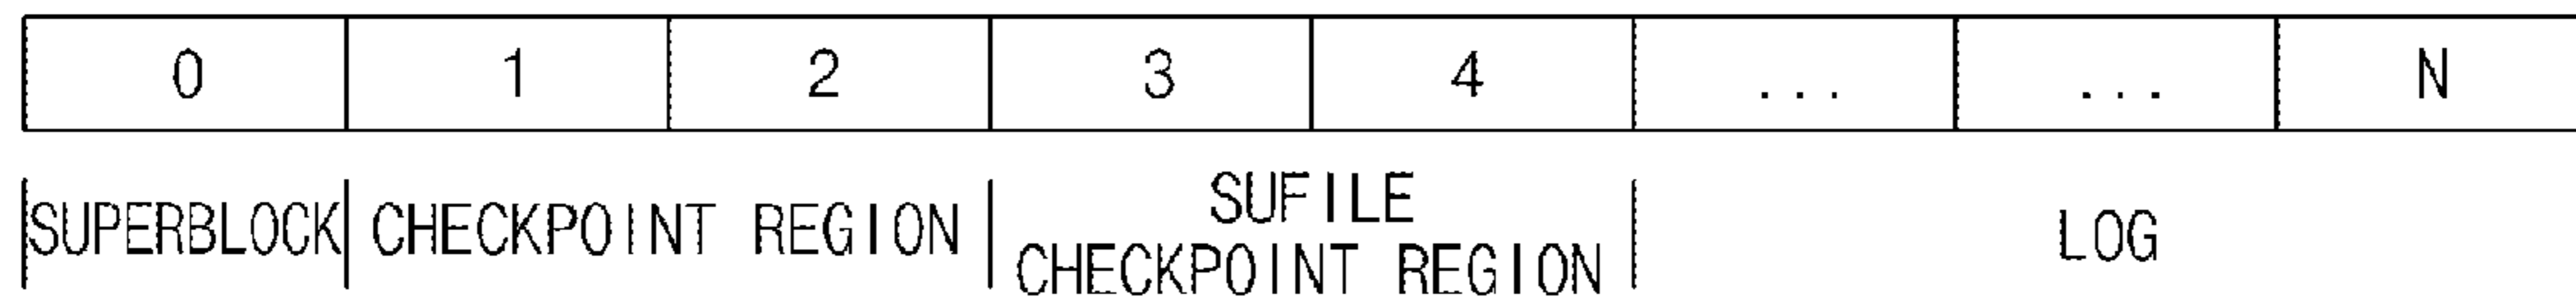 0 1 2 3 4 ... ... N
SUPERBLOCK CHECKPOINT REGION SUFILE CHECKPOINT REGION LOG